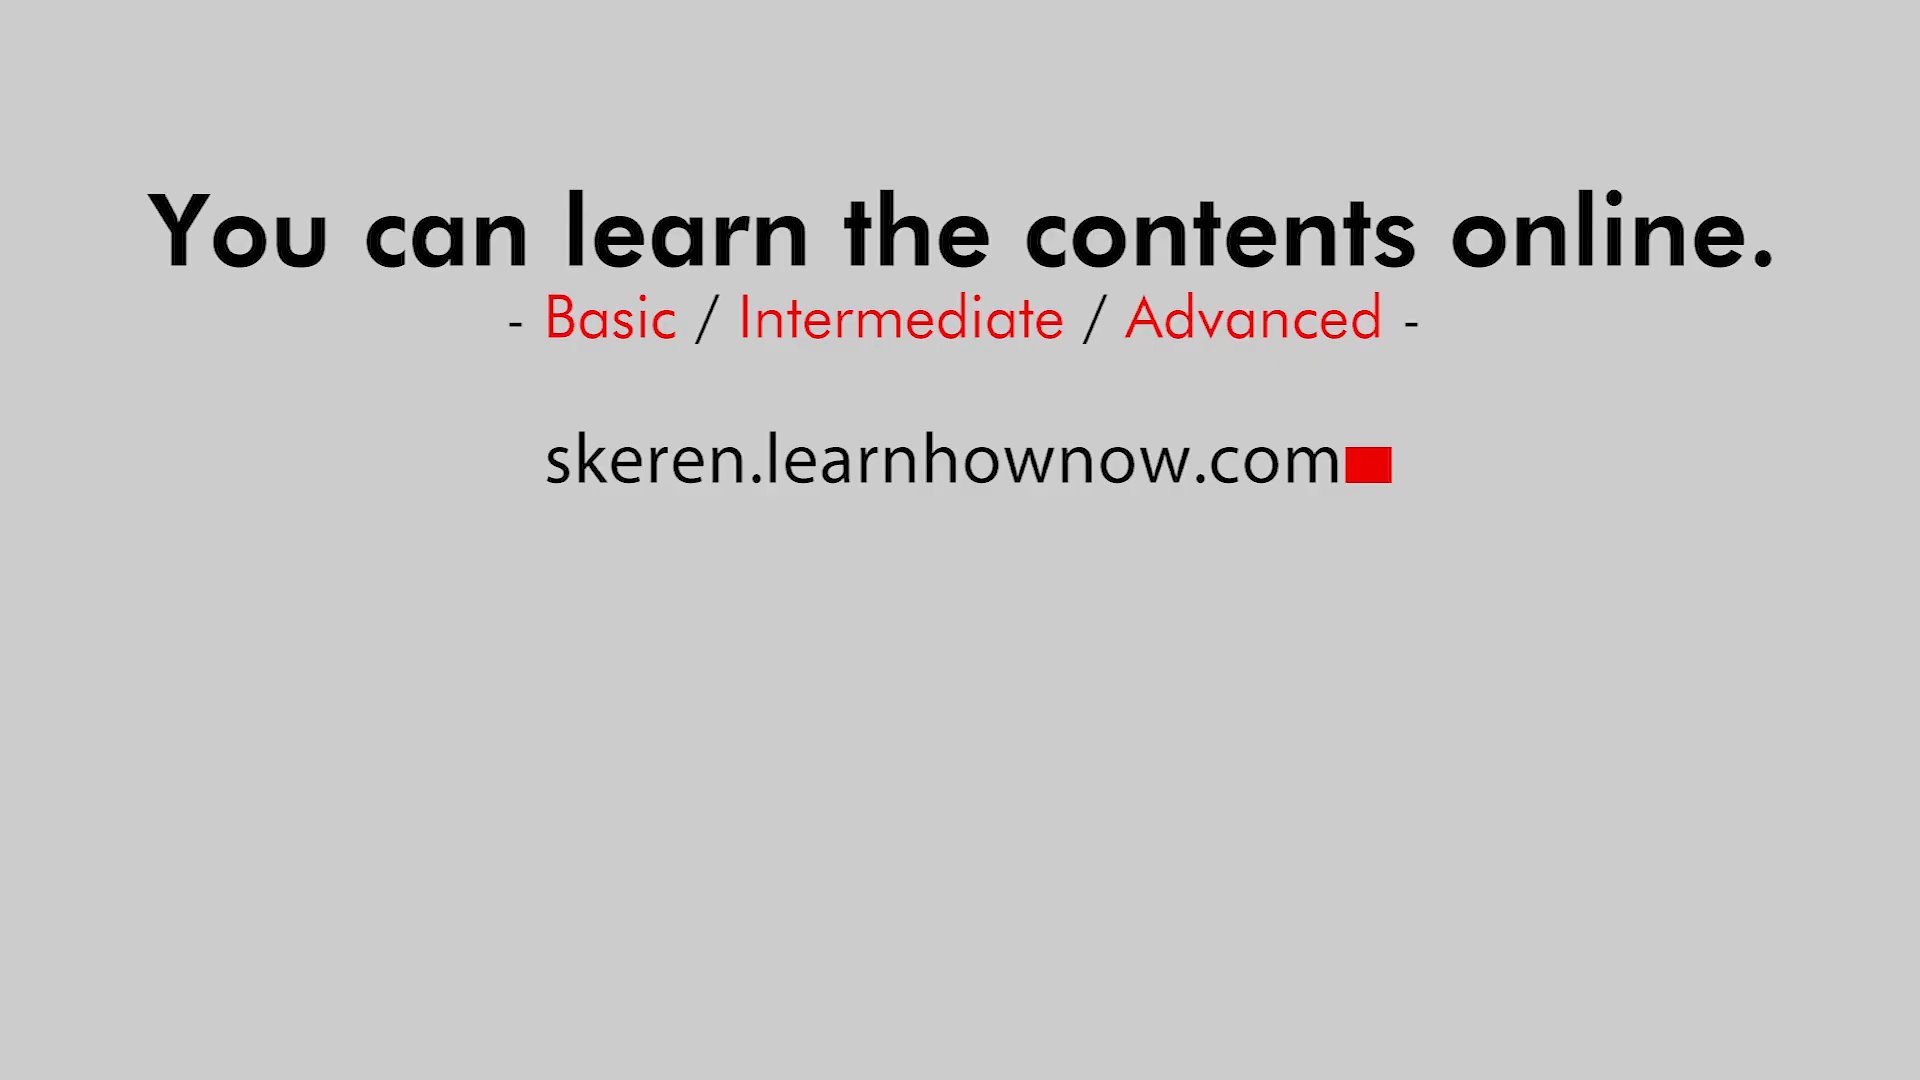 You can learn the contents online.
- Basic / Intermediate / Advanced -
skeren.learnhownow.com